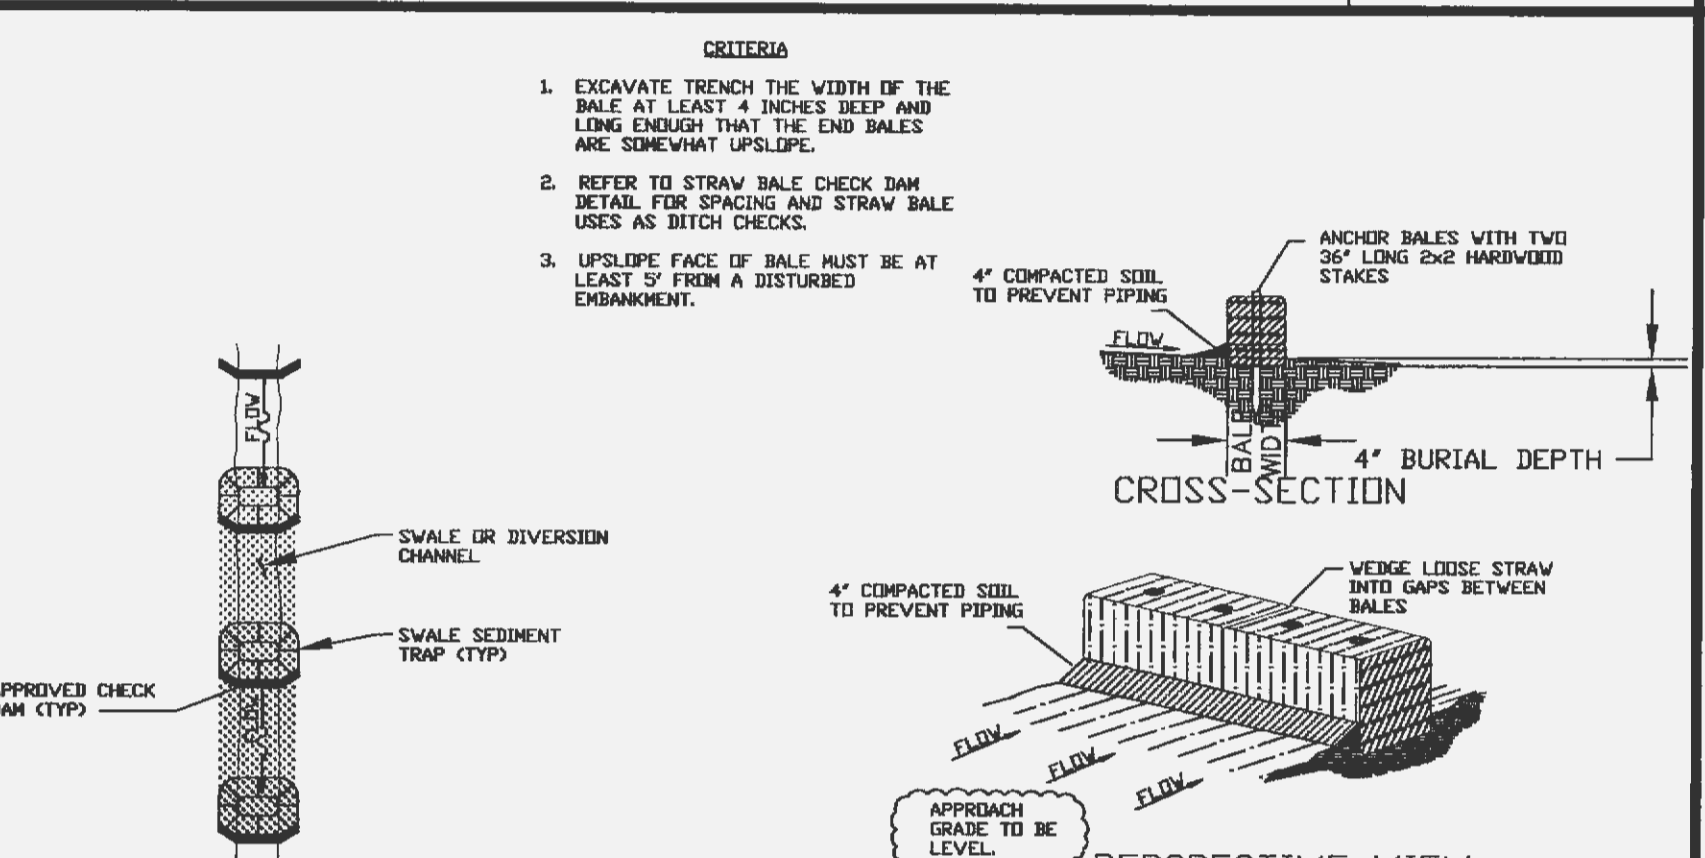 CRITERIA
1. EXCAVATE TRENCH THE WIDTH OF THE
BALE AT LEAST 4 INCHES DEEP AND
LONG ENOUGH THAT THE END BALES
ARE SOMEWHAT UPSLOPE.
2. REFER TO STRAW BALE CHECK DAM
DETAIL FOR SPACING AND STRAW BALE
USES AS DITCH CHECKS.
3. UPSLOPE FACE OF BALE MUST BE AT
LEAST 5' FROM A DISTURBED
EMBANKMENT.
ANCHOR BALES WITH TWO
36" LONG 2x2 HARDWOOD
STAKES
4" COMPACTED SOIL
TO PREVENT PIPING
FLOW
BALE
WIDT
4" BURIAL DEPTH
CROSS-SECTION
FLOW
SWALE OR DIVERSION
CHANNEL
SWALE SEDIMENT
TRAP (TYP)
PPROVED CHECK
AM (TYP)
FLOW
WEDGE LOOSE STRAW
INTO GAPS BETWEEN
BALES
4" COMPACTED SOIL
TO PREVENT PIPING
FLOW
FLOW
FLOW
APPROACH
GRADE TO BE
LEVEL.
PERSPECTIVE VIEW